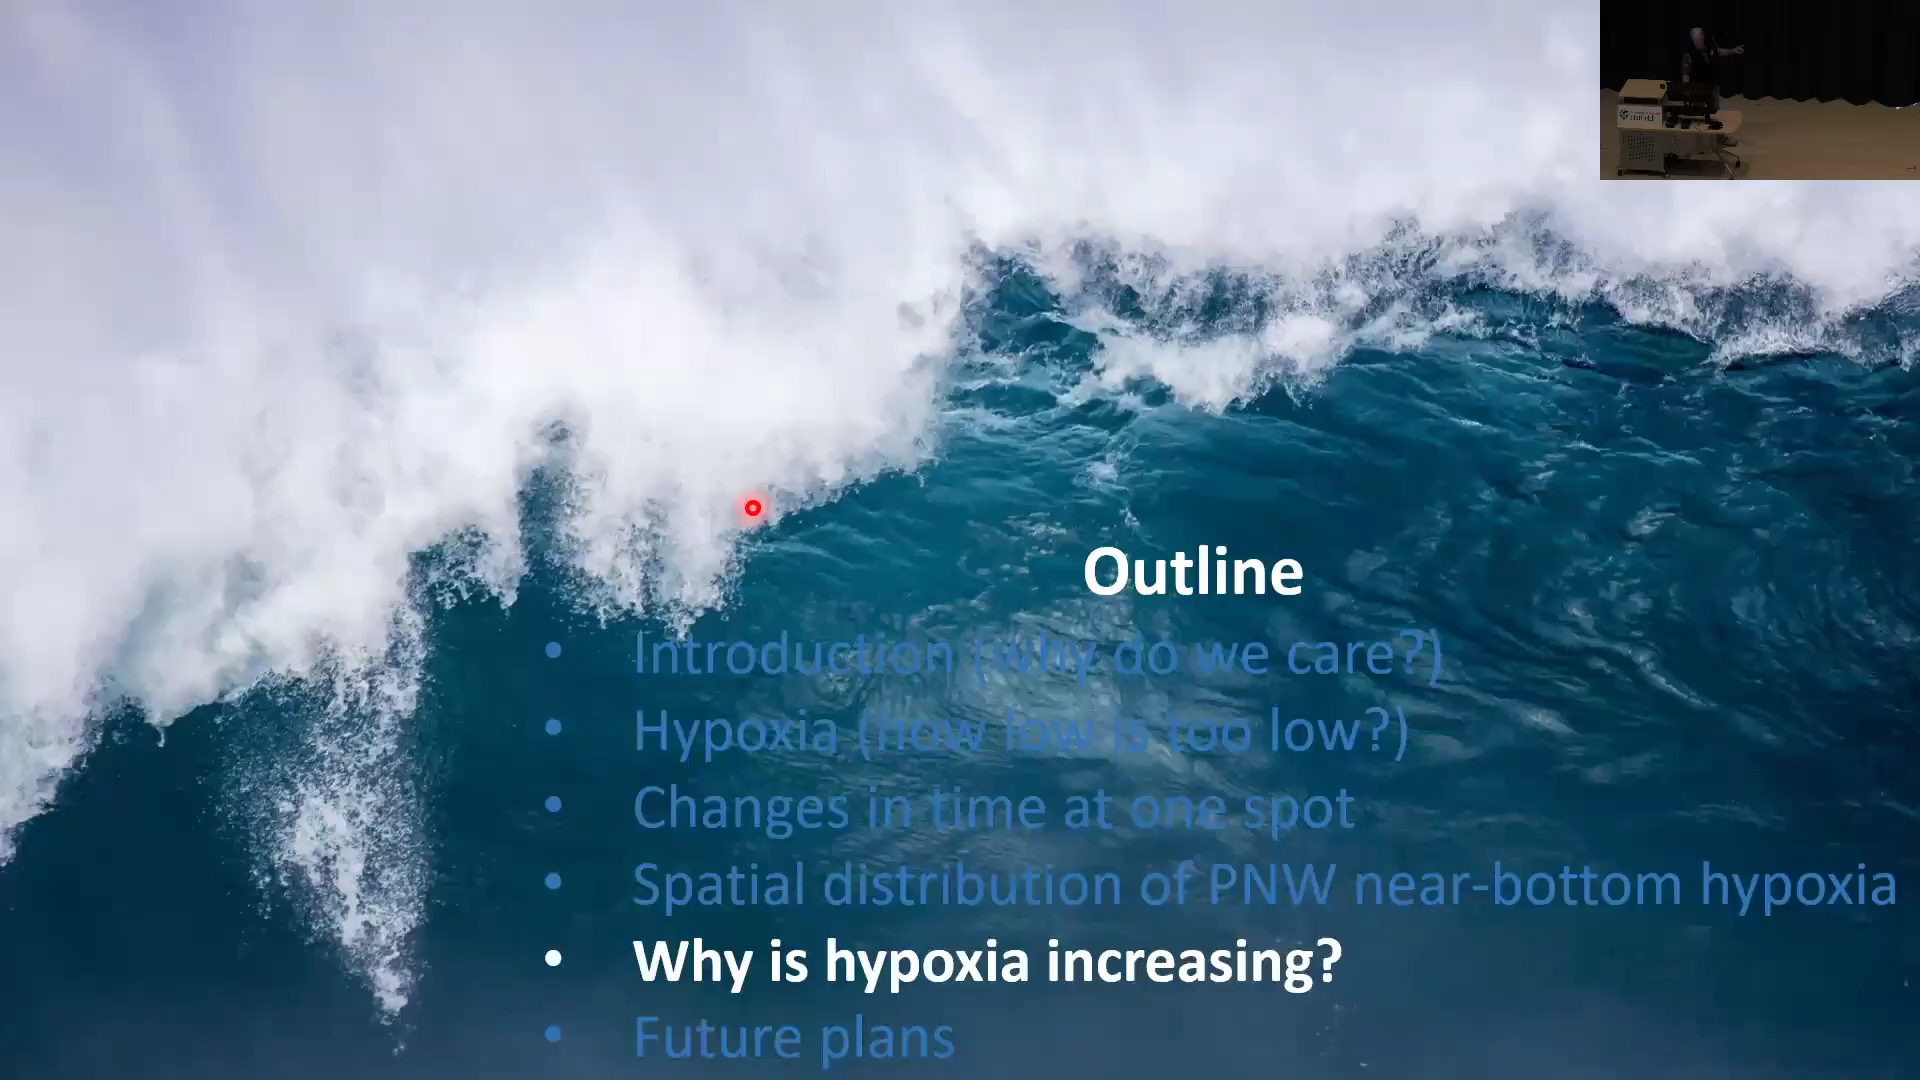 Outline
• Introduction (why do we care?)
• Hypoxia (how low is too low?)
• Changes in time at one spot
• Spatial distribution of PNW near-bottom hypoxia
• Why is hypoxia increasing?
• Future plans